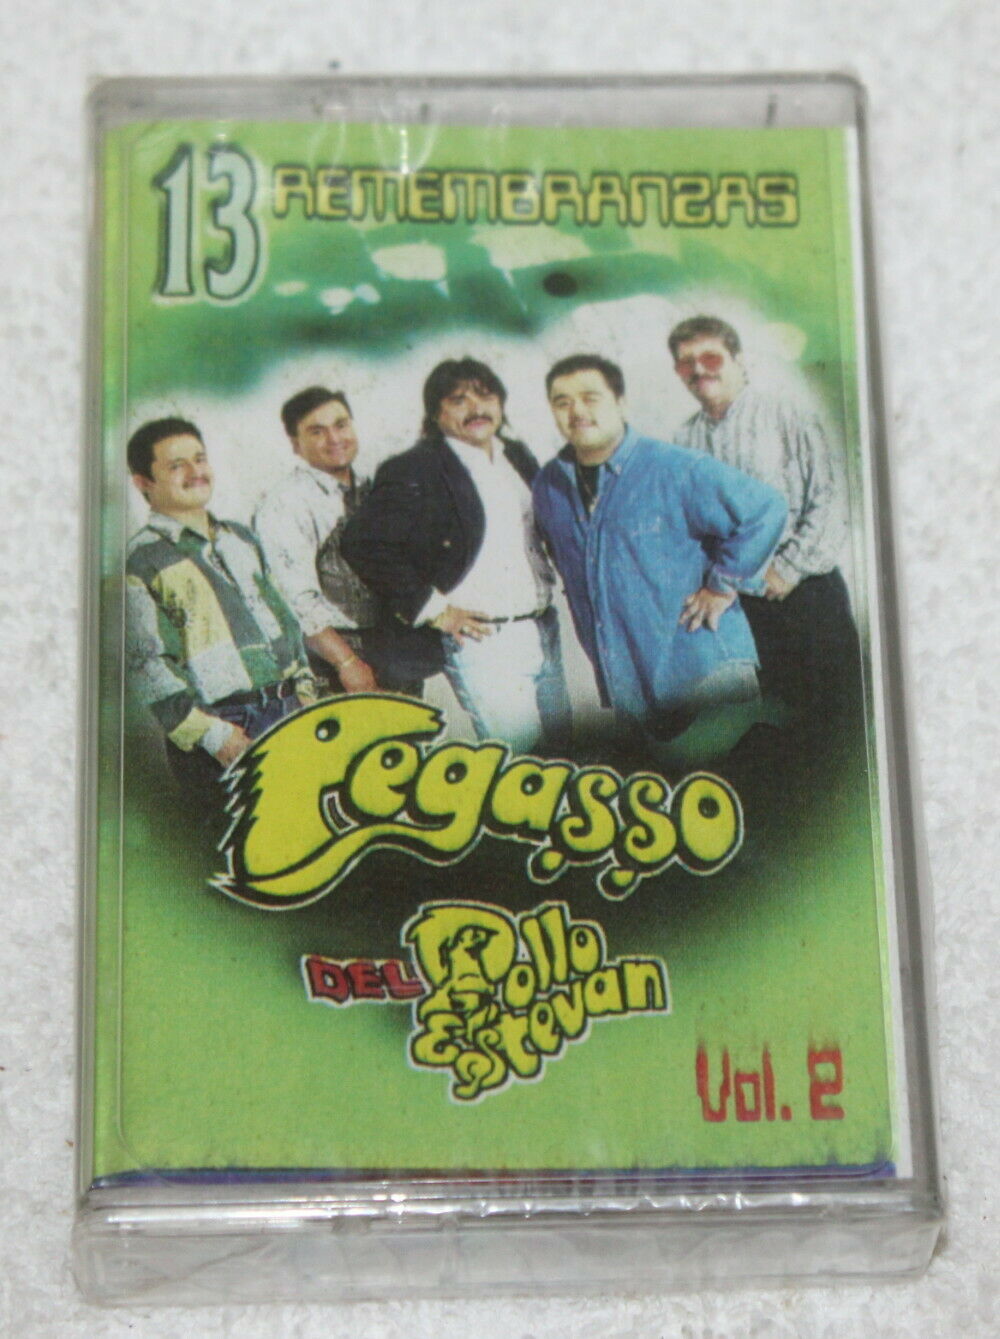 13 REMEMBRANZAS
Pegasso
DEL Pollo
Estevan
Vol. 2